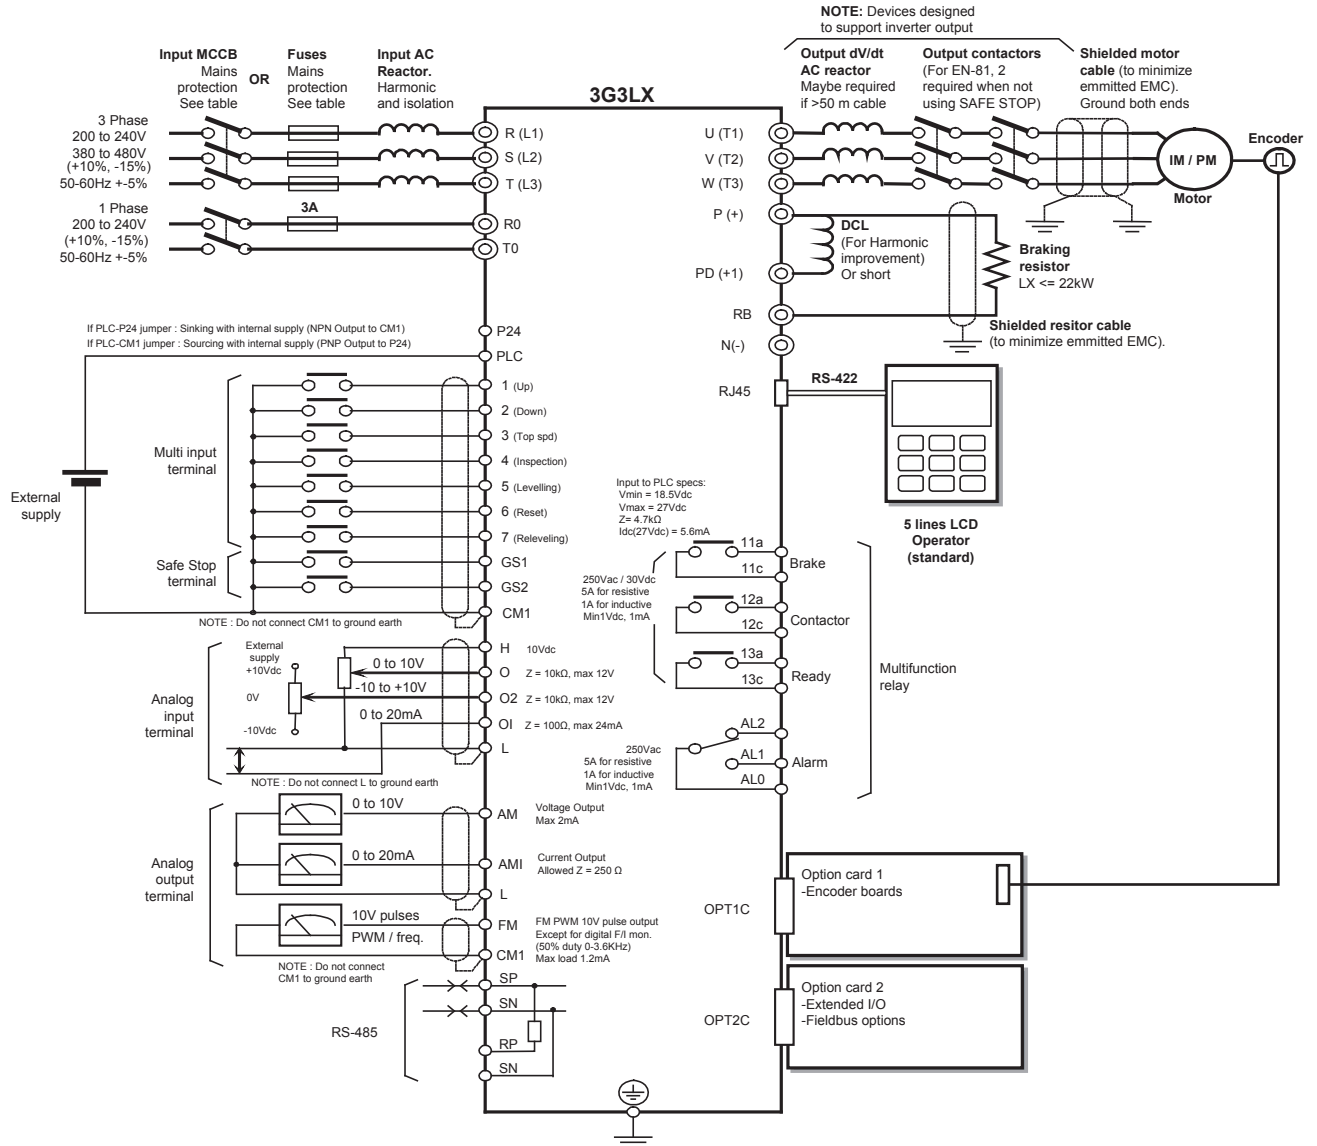 NOTE: Devices designed
to support inverter output
Input MCCB
Mains
protection
See table
OR
Fuses
Mains
protection
See table
Input AC
Reactor.
Harmonic
and isolation
3G3LX
Output dV/dt
AC reactor
Maybe required
if >50 m cable
Output contactors
(For EN-81, 2
required when not
using SAFE STOP)
Shielded motor
cable (to minimize
emmitted EMC).
Ground both ends
3 Phase
200 to 240V
380 to 480V
(+10%, -15%)
50-60Hz +-5%
R (L1)
S (L2)
T (L3)
U (T1)
V (T2)
W (T3)
IM / PM
Motor
Encoder
1 Phase
200 to 240V
(+10%, -15%)
50-60Hz +-5%
3A
R0
T0
P (+)
DCL
(For Harmonic
improvement)
Or short
PD (+1)
Braking
resistor
LX <= 22kW
RB
Shielded resitor cable
(to minimize emmitted EMC).
N(-)
If PLC-P24 jumper : Sinking with internal supply (NPN Output to CM1)
If PLC-CM1 jumper : Sourcing with internal supply (PNP Output to P24)
P24
PLC
RJ45
RS-422
5 lines LCD
Operator
(standard)
External
supply
Multi input
terminal
1 (Up)
2 (Down)
3 (Top spd)
4 (Inspection)
5 (Levelling)
6 (Reset)
7 (Releveling)
Safe Stop
terminal
GS1
GS2
CM1
NOTE : Do not connect CM1 to ground earth
Input to PLC specs:
Vmin = 18.5Vdc
Vmax = 27Vdc
Z= 4.7kΩ
Idc(27Vdc) = 5.6mA
250Vac / 30Vdc
5A for resistive
1A for inductive
Min1Vdc, 1mA
11a
11c
Brake
12a
12c
Contactor
13a
13c
Ready
Multifunction
relay
250Vac
5A for resistive
1A for inductive
Min1Vdc, 1mA
AL2
AL1
AL0
Alarm
Analog
input
terminal
External
supply
+10Vdc
0V
-10Vdc
0 to 10V
-10 to +10V
0 to 20mA
H 10Vdc
O Z = 10kΩ, max 12V
O2 Z = 10kΩ, max 12V
OI Z = 100Ω, max 24mA
L
NOTE : Do not connect L to ground earth
Analog
output
terminal
0 to 10V
AM
Voltage Output
Max 2mA
0 to 20mA
AMI
Current Output
Allowed Z = 250 Ω
L
10V pulses
PWM / freq.
FM
FM PWM 10V pulse output
Except for digital F/I mon.
(50% duty 0-3.6KHz)
Max load 1.2mA
CM1
NOTE : Do not connect
CM1 to ground earth
RS-485
SP
SN
RP
SN
OPT1C
Option card 1
-Encoder boards
OPT2C
Option card 2
-Extended I/O
-Fieldbus options